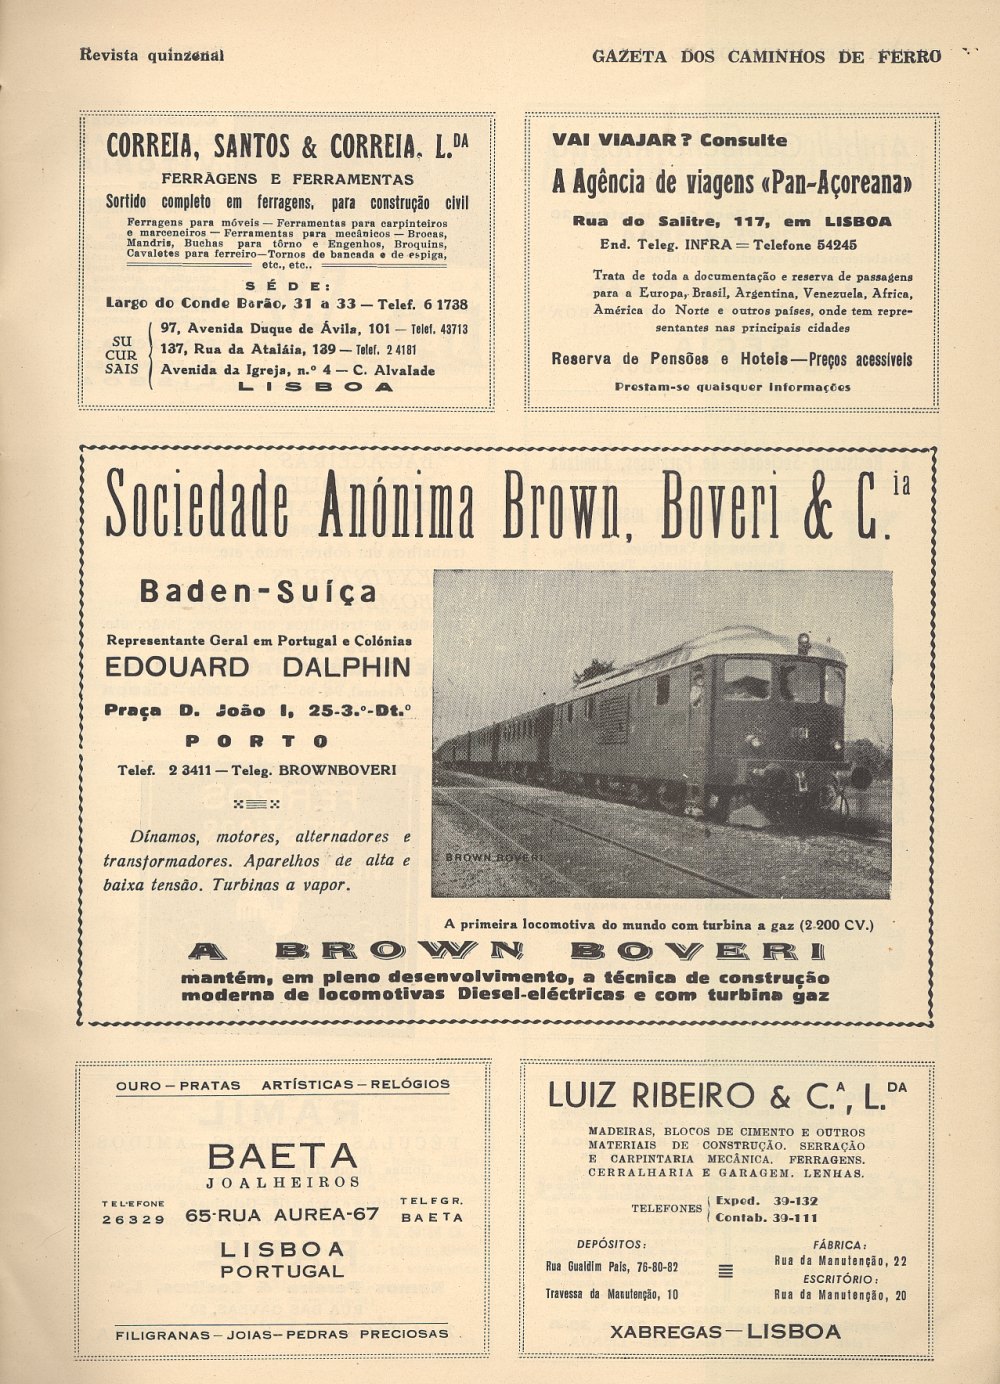 Revista quinzenal
GAZETA DOS CAMINHOS DE FERRO
CORREIA, SANTOS & CORREIA, L.DA
FERRAGENS E FERRAMENTAS
Sortido completo em ferragens, para construção civil
Ferragens para móveis — Ferramentas para carpinteiros
e marceneiros — Ferramentas para mecânicos — Brocas,
Mandris, Buchas para tôrno e Engenhos, Broquins,
Cavaletes para ferreiro—Tornos de bancada e de espiga,
etc., etc..
SÉDE:
Largo do Conde Barão, 31 a 33 — Telef. 6 1738
SU
CUR
SAIS
97, Avenida Duque de Ávila, 101 — Telef. 43713
137, Rua da Ataláia, 139 — Telef. 2 4181
Avenida da Igreja, n.º 4 — C. Alvalade
LISBOA
VAI VIAJAR? Consulte
A Agência de viagens «Pan-Açoreana»
Rua do Salitre, 117, em LISBOA
End. Teleg. INFRA = Telefone 54245
Trata de toda a documentação e reserva de passagens
para a Europa, Brasil, Argentina, Venezuela, Africa,
América do Norte e outros países, onde tem repre-
sentantes nas principais cidades
Reserva de Pensões e Hoteis—Preços acessíveis
Prestam-se quaisquer informações
Sociedade Anónima Brown, Boveri & C.ia
Baden-Suíça
Representante Geral em Portugal e Colónias
EDOUARD DALPHIN
Praça D. João I, 25-3.º-Dt.º
PORTO
Telef. 2 3411 — Teleg. BROWNBOVERI
Dínamos, motores, alternadores e
transformadores. Aparelhos de alta e
baixa tensão. Turbinas a vapor.
BROWN BOVERI
A primeira locomotiva do mundo com turbina a gaz (2.200 CV.)
A BROWN BOVERI
mantém, em pleno desenvolvimento, a técnica de construção
moderna de locomotivas Diesel-eléctricas e com turbina gaz
OURO — PRATAS ARTÍSTICAS — RELÓGIOS
BAETA
JOALHEIROS
TELEFONE
26329
65-RUA AUREA-67
TELEGR.
BAETA
LISBOA
PORTUGAL
FILIGRANAS — JOIAS — PEDRAS PRECIOSAS
LUIZ RIBEIRO & C.A, L.DA
MADEIRAS, BLOCOS DE CIMENTO E OUTROS
MATERIAIS DE CONSTRUÇÃO. SERRAÇÃO
E CARPINTARIA MECÂNICA. FERRAGENS.
CERRALHARIA E GARAGEM. LENHAS.
TELEFONES
Exped. 39-132
Contab. 39-111
DEPÓSITOS:
Rua Gualdim Pais, 76-80-82
Travessa da Manutenção, 10
FÁBRICA:
Rua da Manutenção, 22
ESCRITÓRIO:
Rua da Manutenção, 20
XABREGAS — LISBOA